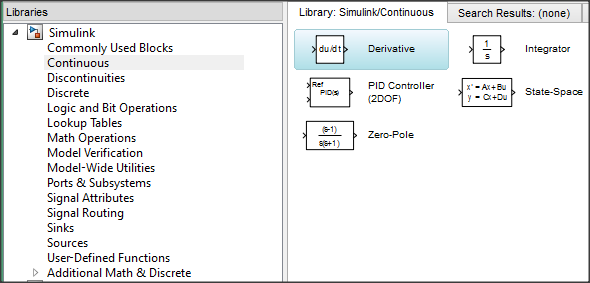 Libraries
Simulink
Commonly Used Blocks
Continuous
Discontinuities
Discrete
Logic and Bit Operations
Lookup Tables
Math Operations
Model Verification
Model-Wide Utilities
Ports & Subsystems
Signal Attributes
Signal Routing
Sinks
Sources
User-Defined Functions
Additional Math & Discrete
Library: Simulink/Continuous
Search Results: (none)
du/dt
Derivative
1
s
Integrator
Ref
PID(s)
PID Controller
(2DOF)
x' = Ax+Bu
y = Cx+Du
State-Space
(s-1)
s(s+1)
Zero-Pole